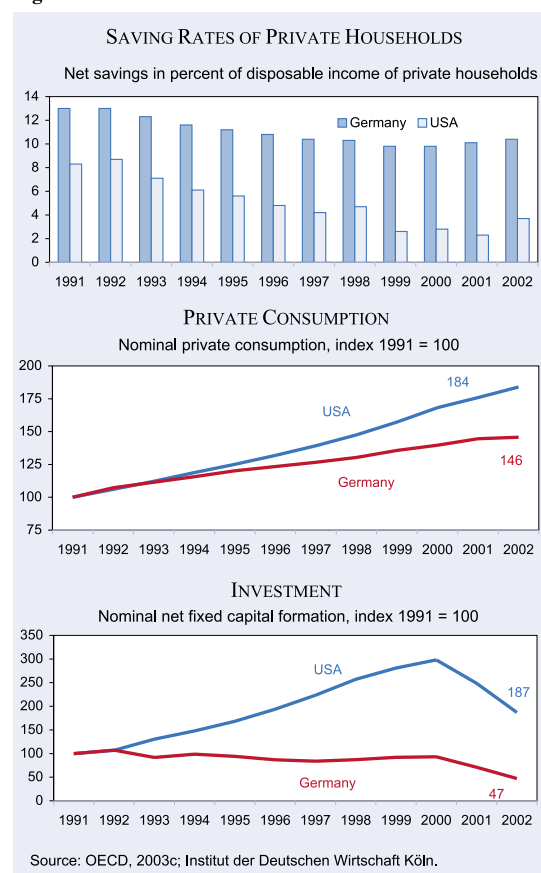 SAVING RATES OF PRIVATE HOUSEHOLDS
Net savings in percent of disposable income of private households
14
12
10
8
6
4
2
0
Germany USA
1991 1992 1993 1994 1995 1996 1997 1998 1999 2000 2001 2002
PRIVATE CONSUMPTION
Nominal private consumption, index 1991 = 100
200
175
150
125
100
75
184
USA
146
Germany
1991 1992 1993 1994 1995 1996 1997 1998 1999 2000 2001 2002
INVESTMENT
Nominal net fixed capital formation, index 1991 = 100
350
300
250
200
150
100
50
0
USA
187
Germany
47
1991 1992 1993 1994 1995 1996 1997 1998 1999 2000 2001 2002
Source: OECD, 2003c; Institut der Deutschen Wirtschaft Köln.